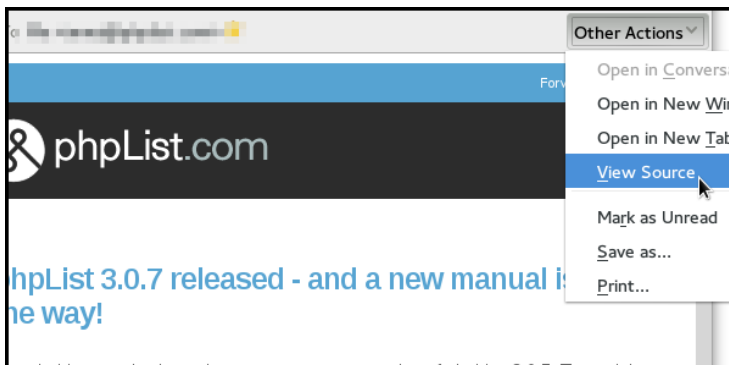 Other Actions
Open in Convers
Forv
Open in New Wi
phpList.com
Open in New Tab
View Source
Mark as Unread
Save as...
hpList 3.0.7 released - and a new manual is
Print...
he way!